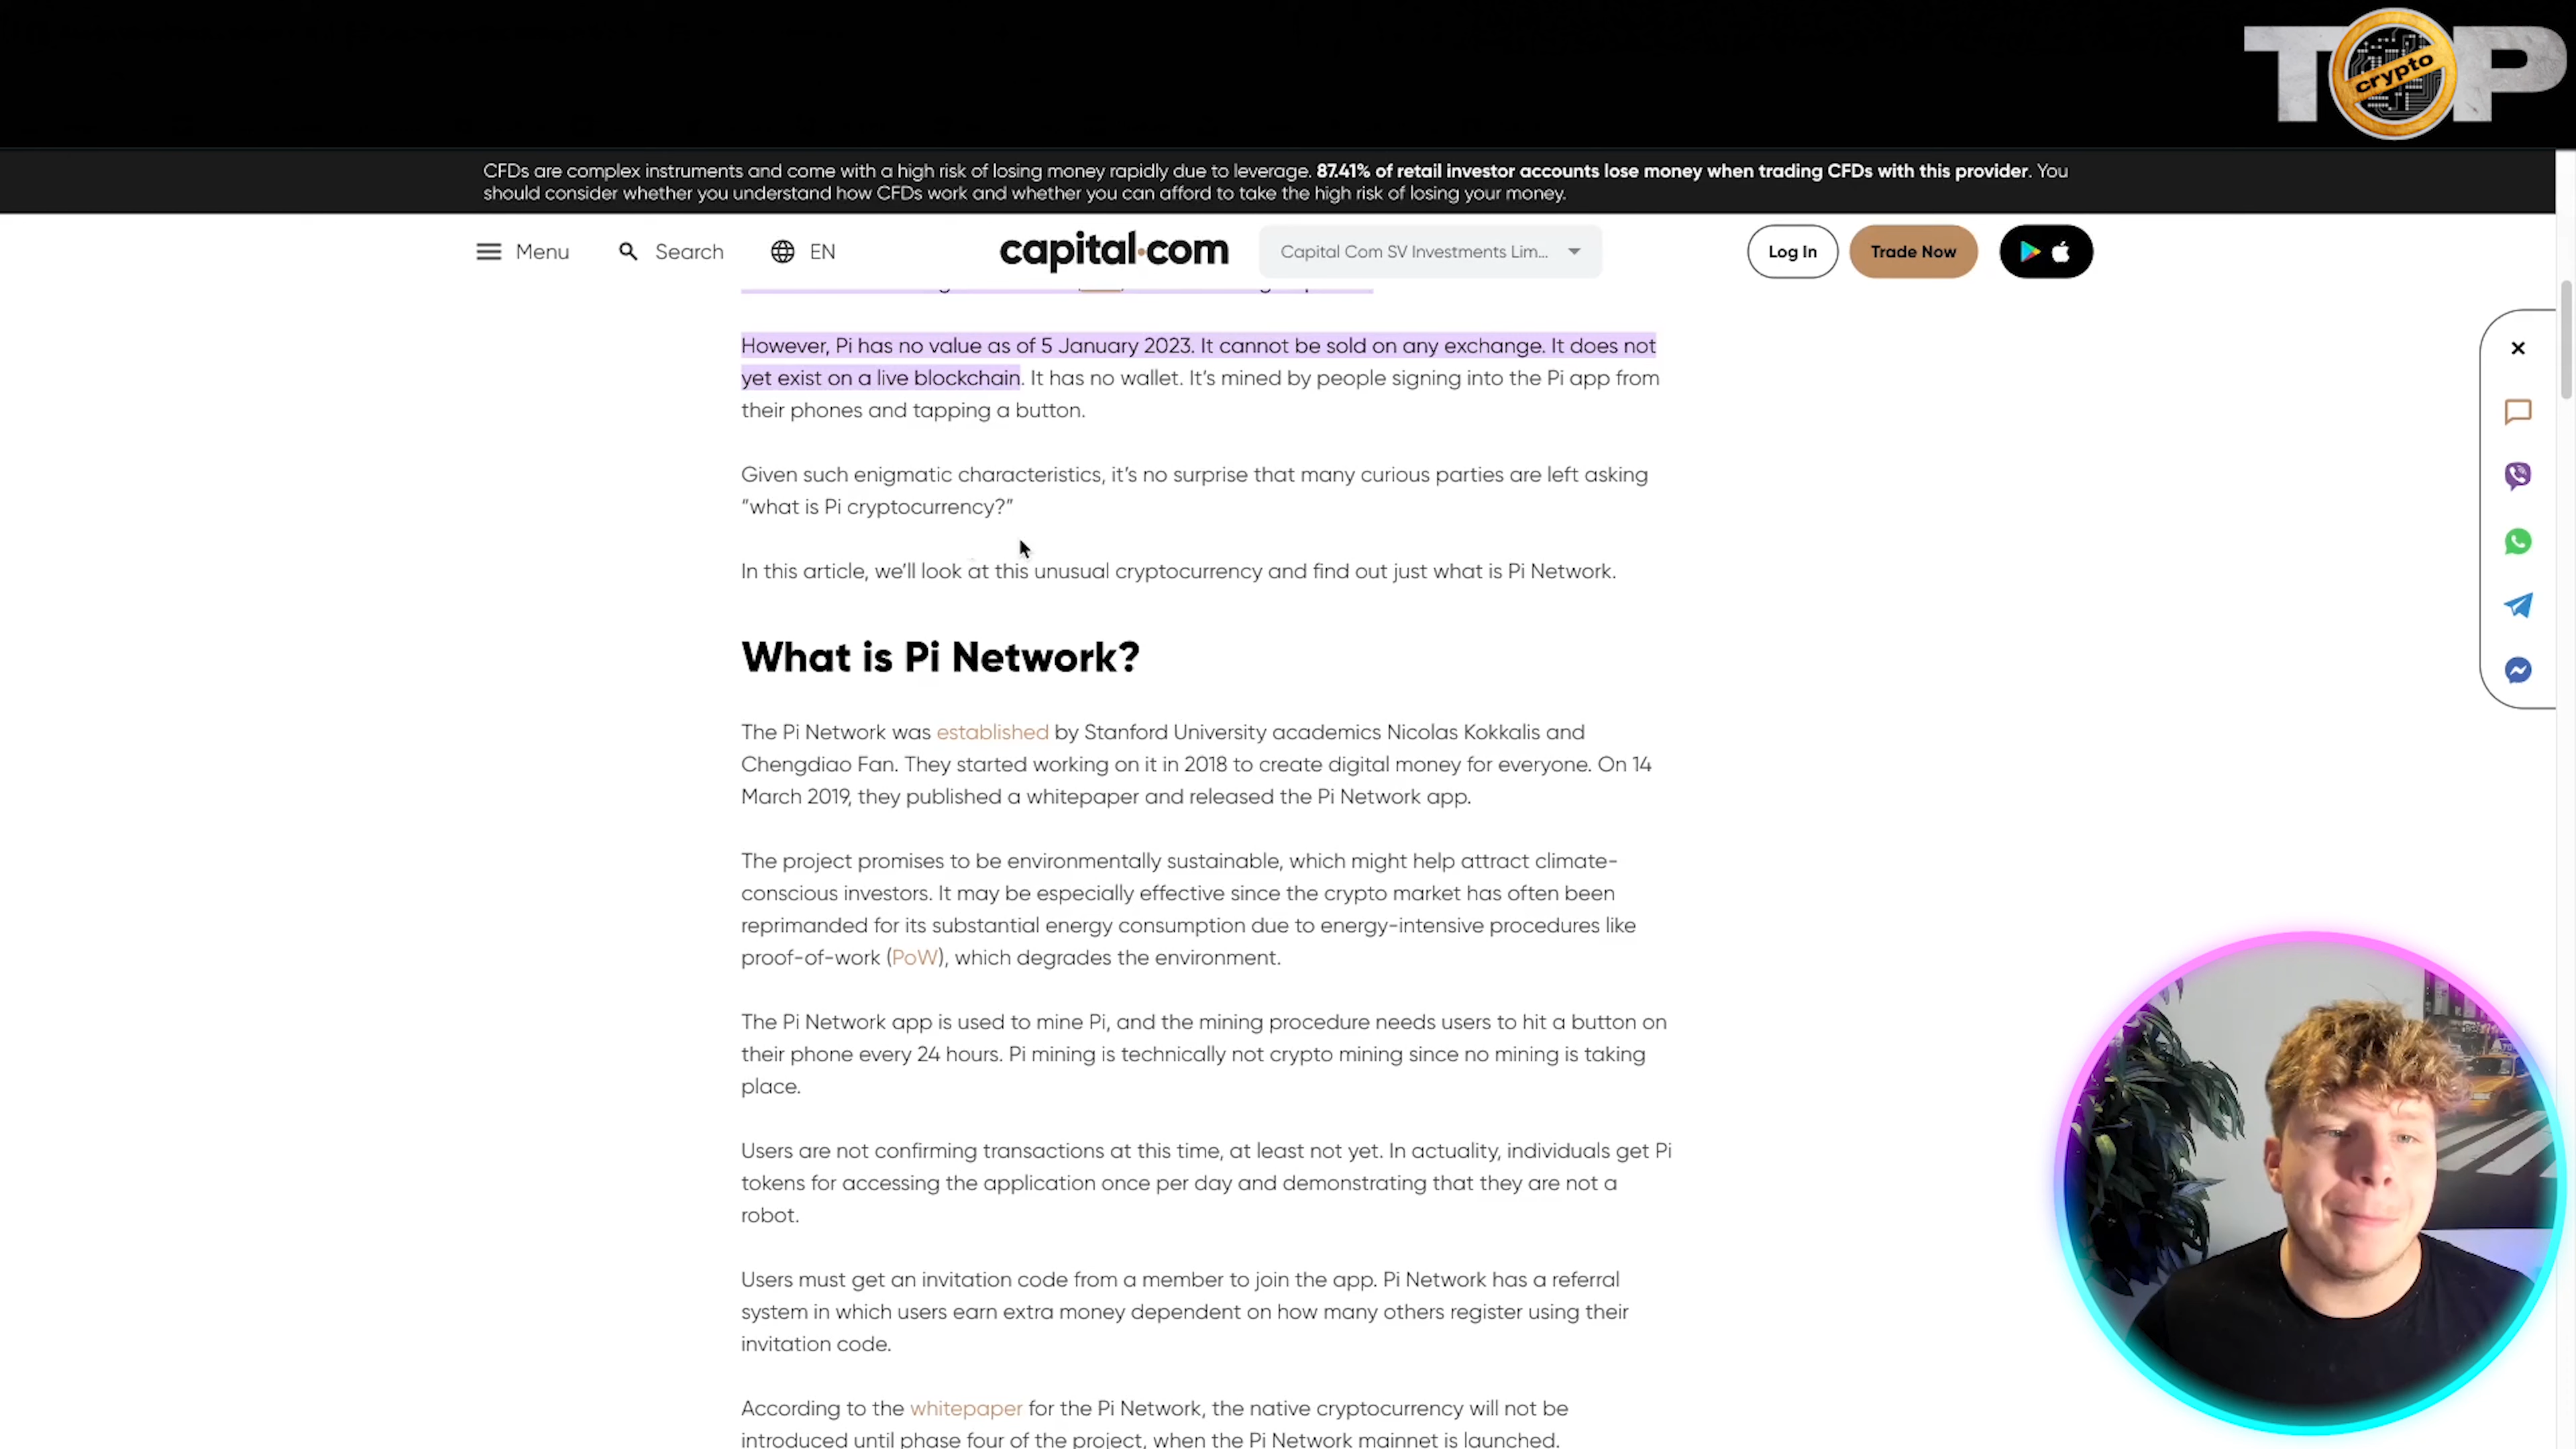 TOP
crypto
CFDs are complex instruments and come with a high risk of losing money rapidly due to leverage. 87.41% of retail investor accounts lose money when trading CFDs with this provider. You
should consider whether you understand how CFDs work and whether you can afford to take the high risk of losing your money.
Menu Search EN capital.com Capital Com SV Investments Lim... Log In Trade Now
However, Pi has no value as of 5 January 2023. It cannot be sold on any exchange. It does not
yet exist on a live blockchain. It has no wallet. It's mined by people signing into the Pi app from
their phones and tapping a button.
Given such enigmatic characteristics, it's no surprise that many curious parties are left asking
"what is Pi cryptocurrency?"
In this article, we'll look at this unusual cryptocurrency and find out just what is Pi Network.
What is Pi Network?
The Pi Network was established by Stanford University academics Nicolas Kokkalis and
Chengdiao Fan. They started working on it in 2018 to create digital money for everyone. On 14
March 2019, they published a whitepaper and released the Pi Network app.
The project promises to be environmentally sustainable, which might help attract climate-
conscious investors. It may be especially effective since the crypto market has often been
reprimanded for its substantial energy consumption due to energy-intensive procedures like
proof-of-work (PoW), which degrades the environment.
The Pi Network app is used to mine Pi, and the mining procedure needs users to hit a button on
their phone every 24 hours. Pi mining is technically not crypto mining since no mining is taking
place.
Users are not confirming transactions at this time, at least not yet. In actuality, individuals get Pi
tokens for accessing the application once per day and demonstrating that they are not a
robot.
Users must get an invitation code from a member to join the app. Pi Network has a referral
system in which users earn extra money dependent on how many others register using their
invitation code.
According to the whitepaper for the Pi Network, the native cryptocurrency will not be
introduced until phase four of the project, when the Pi Network mainnet is launched.